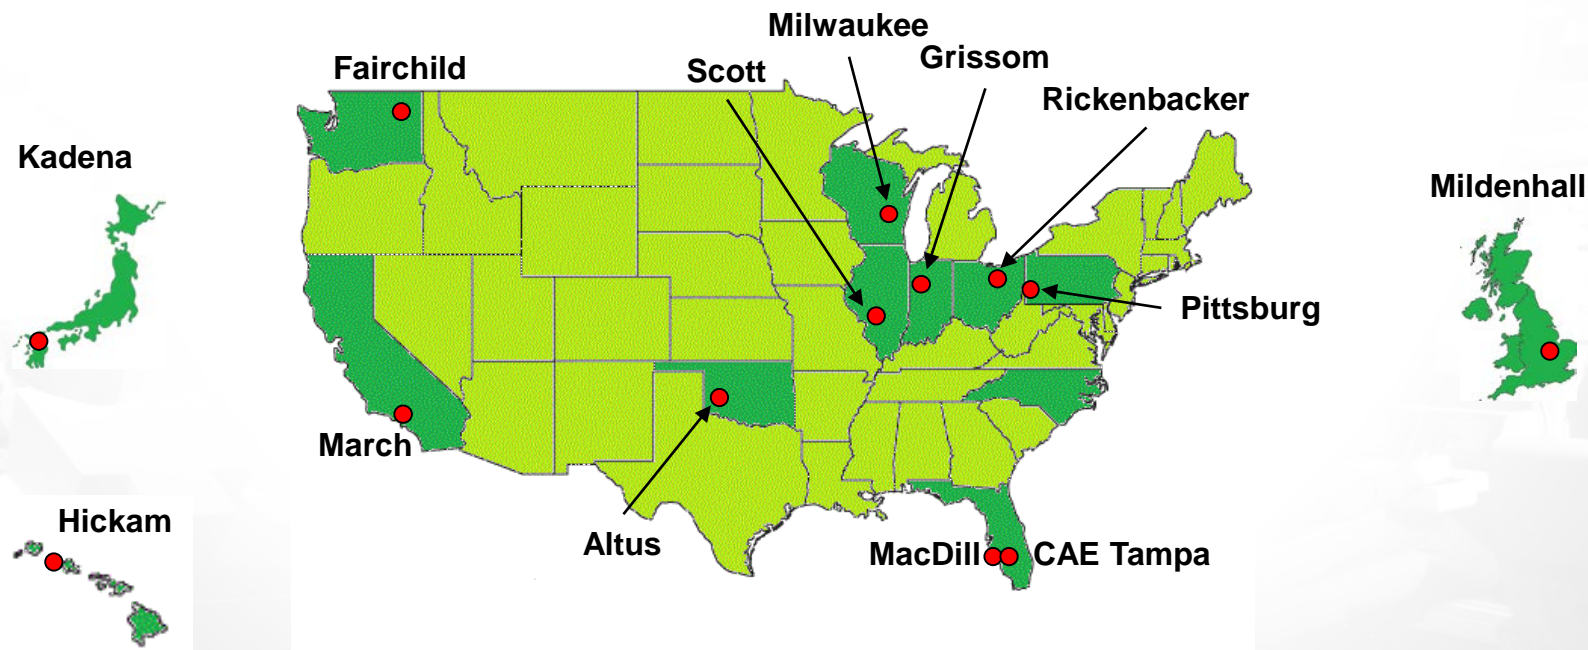 Milwaukee
Grissom
Fairchild
Scott
Rickenbacker
Kadena
Mildenhall
Pittsburg
March
Hickam
Altus
MacDill
CAE Tampa